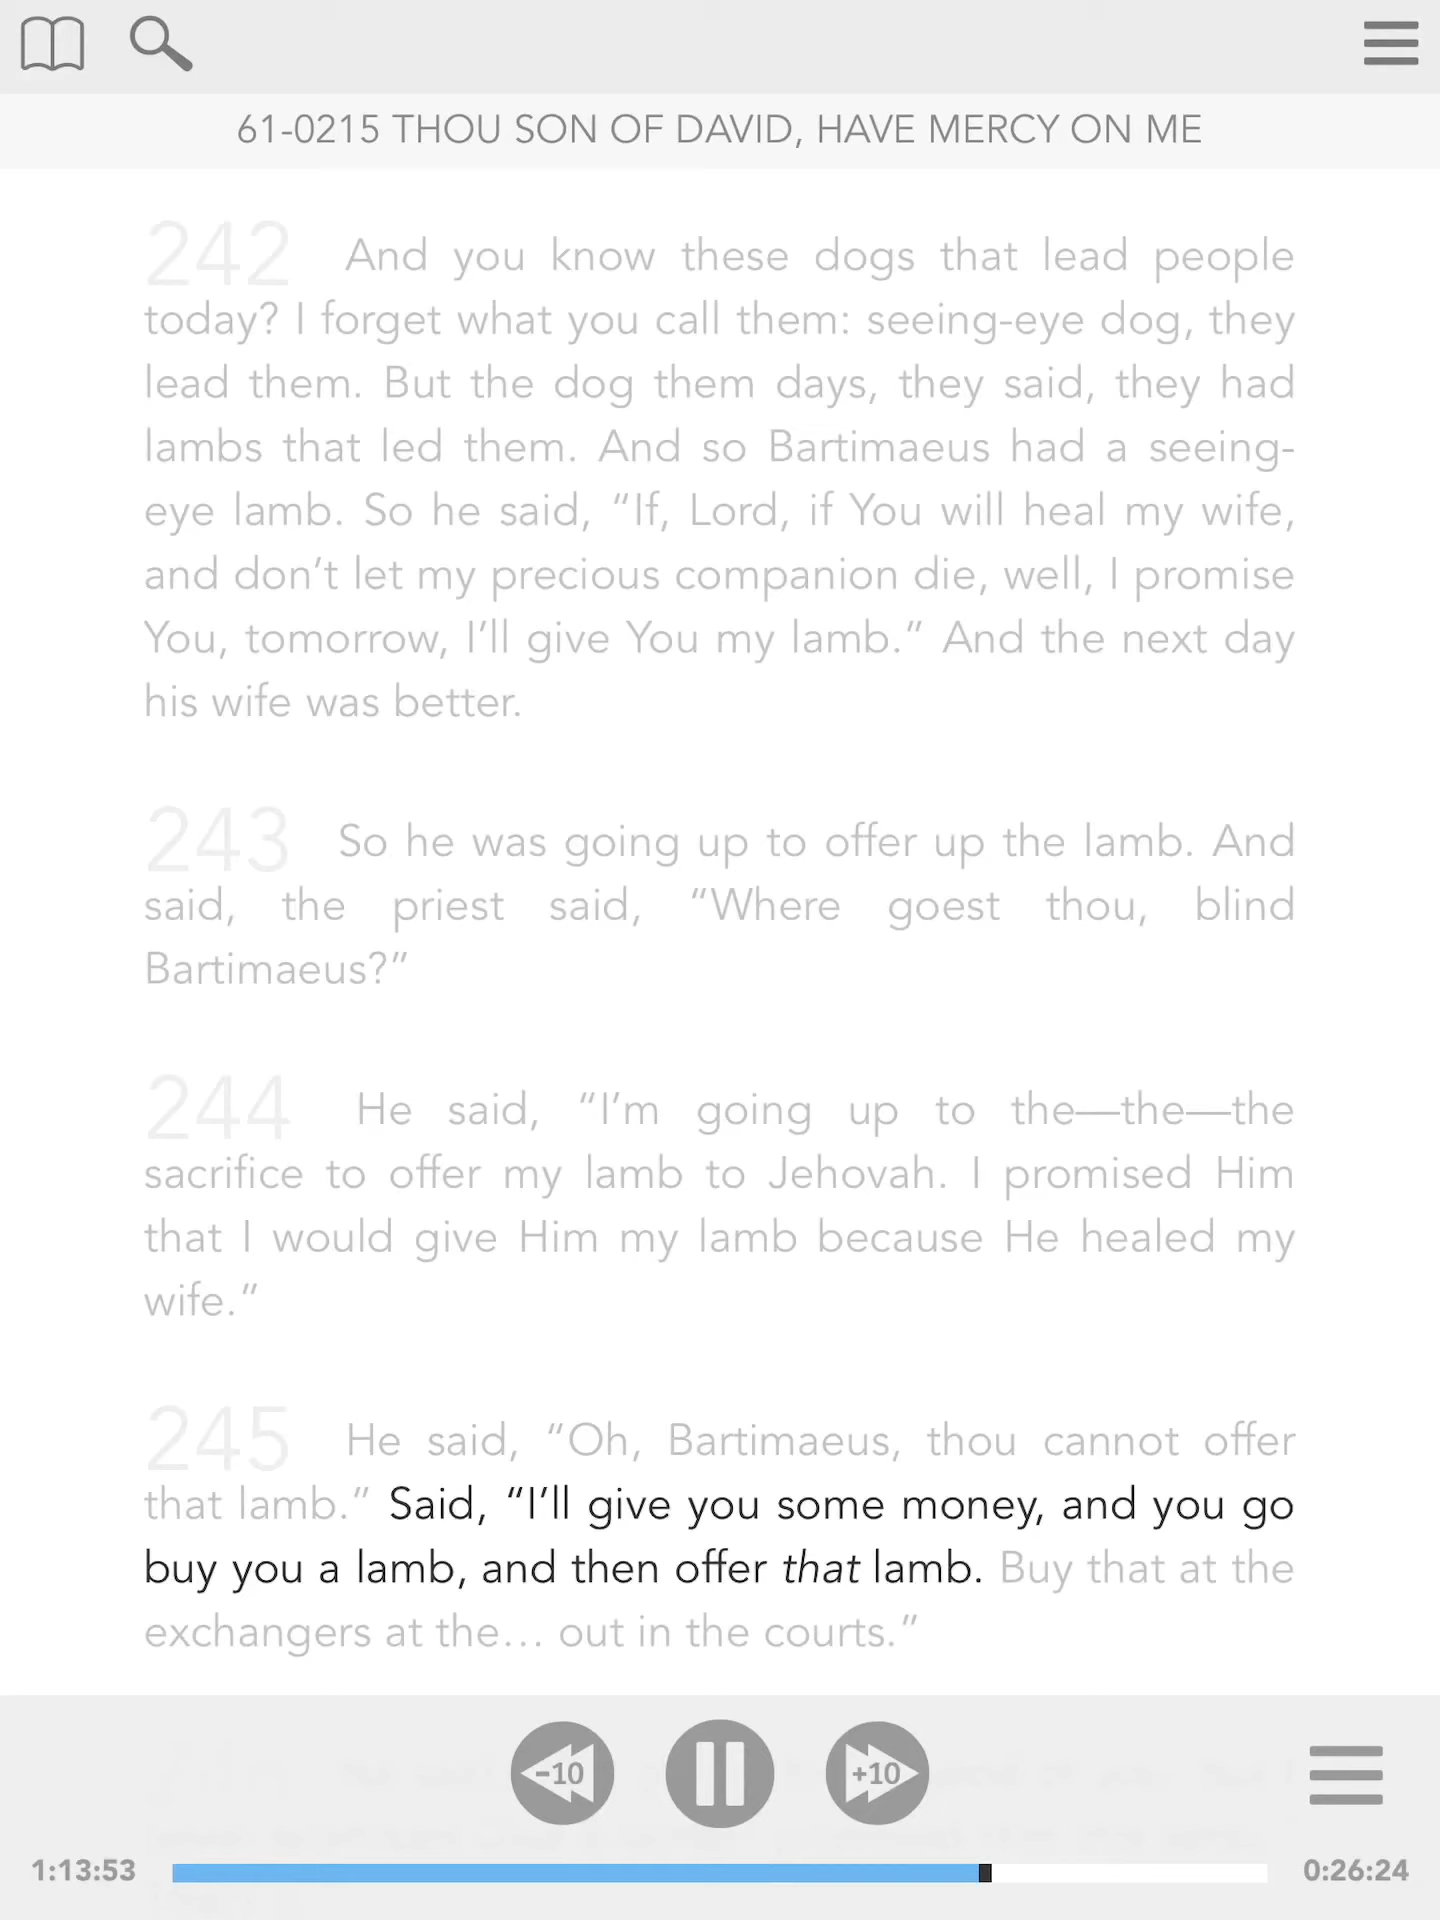 61-0215 THOU SON OF DAVID, HAVE MERCY ON ME
242 And you know these dogs that lead people
today? I forget what you call them: seeing-eye dog, they
lead them. But the dog them days, they said, they had
lambs that led them. And so Bartimaeus had a seeing-
eye lamb. So he said, “If, Lord, if You will heal my wife,
and don’t let my precious companion die, well, I promise
You, tomorrow, I’ll give You my lamb.” And the next day
his wife was better.
243 So he was going up to offer up the lamb. And
said, the priest said, “Where goest thou, blind
Bartimaeus?”
244 He said, “I’m going up to the—the—the
sacrifice to offer my lamb to Jehovah. I promised Him
that I would give Him my lamb because He healed my
wife.”
245 He said, “Oh, Bartimaeus, thou cannot offer
that lamb.” Said, “I’ll give you some money, and you go
buy you a lamb, and then offer that lamb. Buy that at the
exchangers at the… out in the courts.”
-10 +10
1:13:53 0:26:24